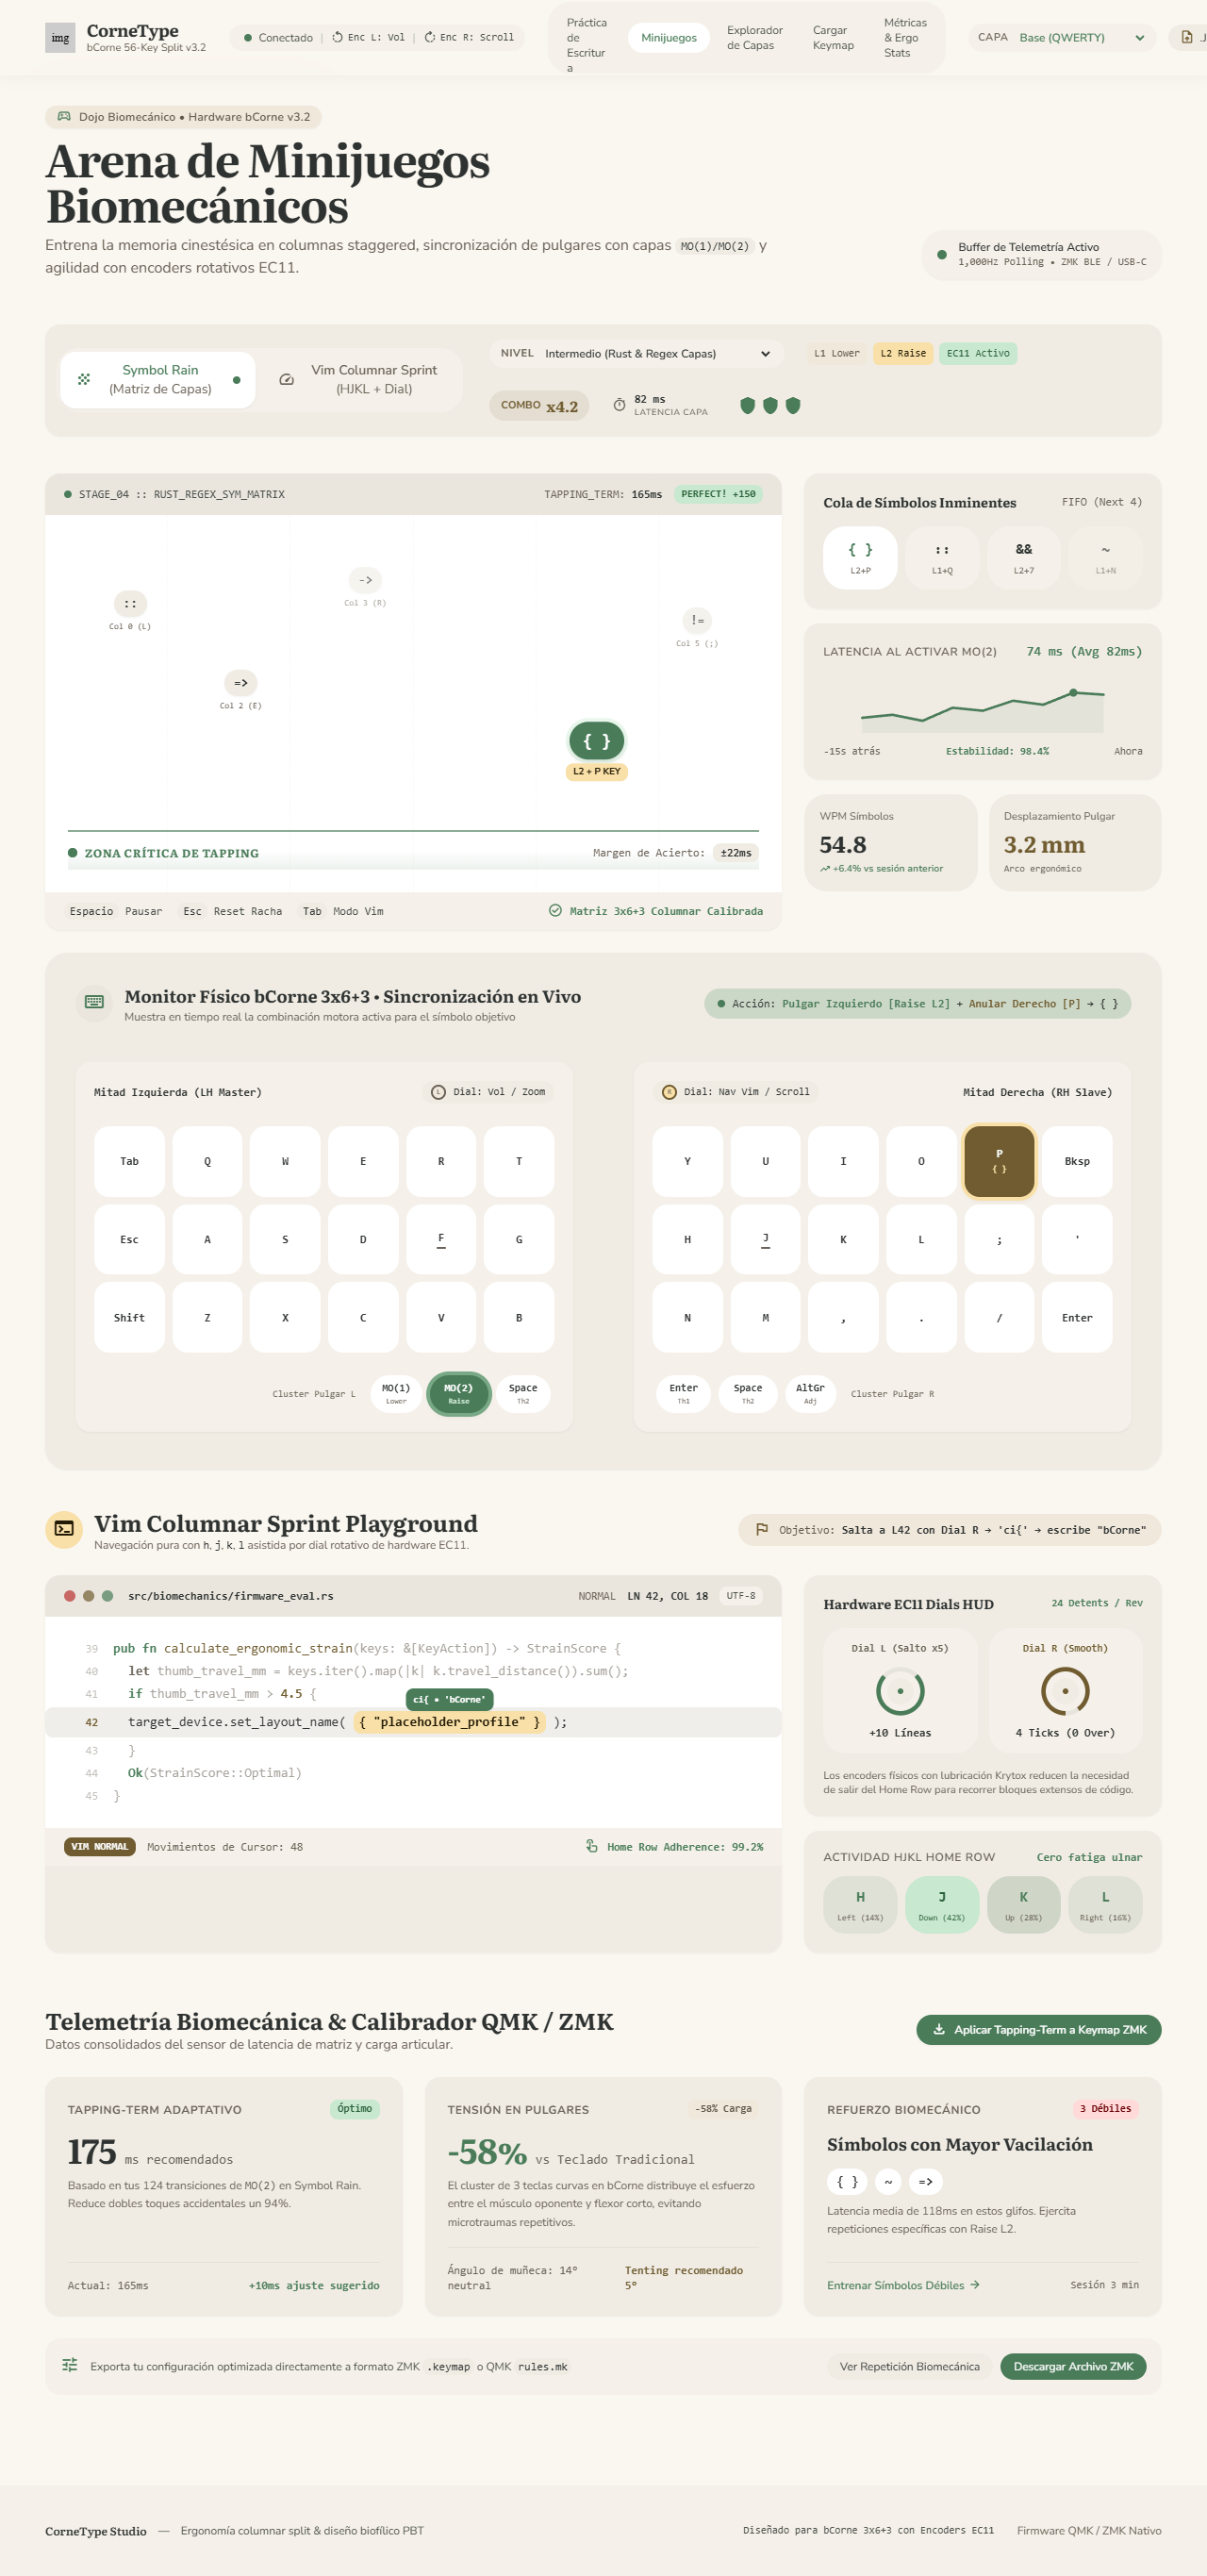 img
CorneType
bCorne 56-Key Split v3.2
Conectado | Enc L: Vol | Enc R: Scroll
Práctica
de
Escritur
a
Minijuegos
Explorador
de Capas
Cargar
Keymap
Métricas
& Ergo
Stats
CAPA Base (QWERTY)
Dojo Biomecánico • Hardware bCorne v3.2
Arena de Minijuegos
Biomecánicos
Entrena la memoria cinestésica en columnas staggered, sincronización de pulgares con capas MO(1)/MO(2) y
agilidad con encoders rotativos EC11.
Buffer de Telemetría Activo
1,000Hz Polling • ZMK BLE / USB-C
Symbol Rain
(Matriz de Capas)
Vim Columnar Sprint
(HJKL + Dial)
NIVEL Intermedio (Rust & Regex Capas)
L1 Lower L2 Raise EC11 Activo
COMBO x4.2
82 ms
LATENCIA CAPA
STAGE_04 :: RUST_REGEX_SYM_MATRIX
TAPPING_TERM: 165ms PERFECT! +150
->
Col 3 (R)
::
Col 0 (L)
!=
Col 5 (;)
=>
Col 2 (E)
{ }
L2 + P KEY
ZONA CRÍTICA DE TAPPING
Margen de Acierto: ±22ms
Espacio Pausar Esc Reset Racha Tab Modo Vim
Matriz 3x6+3 Columnar Calibrada
Cola de Símbolos Inminentes
FIFO (Next 4)
{ } :: && ~
L2+P L1+Q L2+7 L1+N
LATENCIA AL ACTIVAR MO(2)
74 ms (Avg 82ms)
-15s atrás Estabilidad: 98.4% Ahora
WPM Símbolos
54.8
+6.4% vs sesión anterior
Desplazamiento Pulgar
3.2 mm
Arco ergonómico
Monitor Físico bCorne 3x6+3 • Sincronización en Vivo
Muestra en tiempo real la combinación motora activa para el símbolo objetivo
Acción: Pulgar Izquierdo [Raise L2] + Anular Derecho [P] → { }
Mitad Izquierda (LH Master)
L Dial: Vol / Zoom
Tab Q W E R T
Esc A S D F G
Shift Z X C V B
Cluster Pulgar L
MO(1) MO(2) Space
Lower Raise Th2
R Dial: Nav Vim / Scroll
Mitad Derecha (RH Slave)
Y U I O P Bksp
{ }
H J K L ; '
N M , . / Enter
Enter Space AltGr
Th1 Th2 Adj
Cluster Pulgar R
Vim Columnar Sprint Playground
Navegación pura con h, j, k, l asistida por dial rotativo de hardware EC11.
Objetivo: Salta a L42 con Dial R → 'ci{' → escribe "bCorne"
src/biomechanics/firmware_eval.rs
NORMAL LN 42, COL 18 UTF-8
39 pub fn calculate_ergonomic_strain(keys: &[KeyAction]) -> StrainScore {
40 let thumb_travel_mm = keys.iter().map(|k| k.travel_distance()).sum();
41 if thumb_travel_mm > 4.5 {
ci{ • 'bCorne'
42 target_device.set_layout_name( { "placeholder_profile" } );
43 }
44 Ok(StrainScore::Optimal)
45 }
VIM NORMAL Movimientos de Cursor: 48
Home Row Adherence: 99.2%
Hardware EC11 Dials HUD
24 Detents / Rev
Dial L (Salto x5)
+10 Líneas
Dial R (Smooth)
4 Ticks (0 Over)
Los encoders físicos con lubricación Krytox reducen la necesidad
de salir del Home Row para recorrer bloques extensos de código.
ACTIVIDAD HJKL HOME ROW
Cero fatiga ulnar
H J K L
Left (14%) Down (42%) Up (28%) Right (16%)
Telemetría Biomecánica & Calibrador QMK / ZMK
Datos consolidados del sensor de latencia de matriz y carga articular.
Aplicar Tapping-Term a Keymap ZMK
TAPPING-TERM ADAPTATIVO
Óptimo
175 ms recomendados
Basado en tus 124 transiciones de MO(2) en Symbol Rain.
Reduce dobles toques accidentales un 94%.
Actual: 165ms
+10ms ajuste sugerido
TENSIÓN EN PULGARES
-58% Carga
-58% vs Teclado Tradicional
El cluster de 3 teclas curvas en bCorne distribuye el esfuerzo
entre el músculo oponente y flexor corto, evitando
microtraumas repetitivos.
Ángulo de muñeca: 14°
neutral
Tenting recomendado
5°
REFUERZO BIOMECÁNICO
3 Débiles
Símbolos con Mayor Vacilación
{ } ~ =>
Latencia media de 118ms en estos glifos. Ejercita
repeticiones específicas con Raise L2.
Entrenar Símbolos Débiles →
Sesión 3 min
Exporta tu configuración optimizada directamente a formato ZMK .keymap o QMK rules.mk
Ver Repetición Biomecánica
Descargar Archivo ZMK
CorneType Studio — Ergonomía columnar split & diseño biofílico PBT
Diseñado para bCorne 3x6+3 con Encoders EC11
Firmware QMK / ZMK Nativo